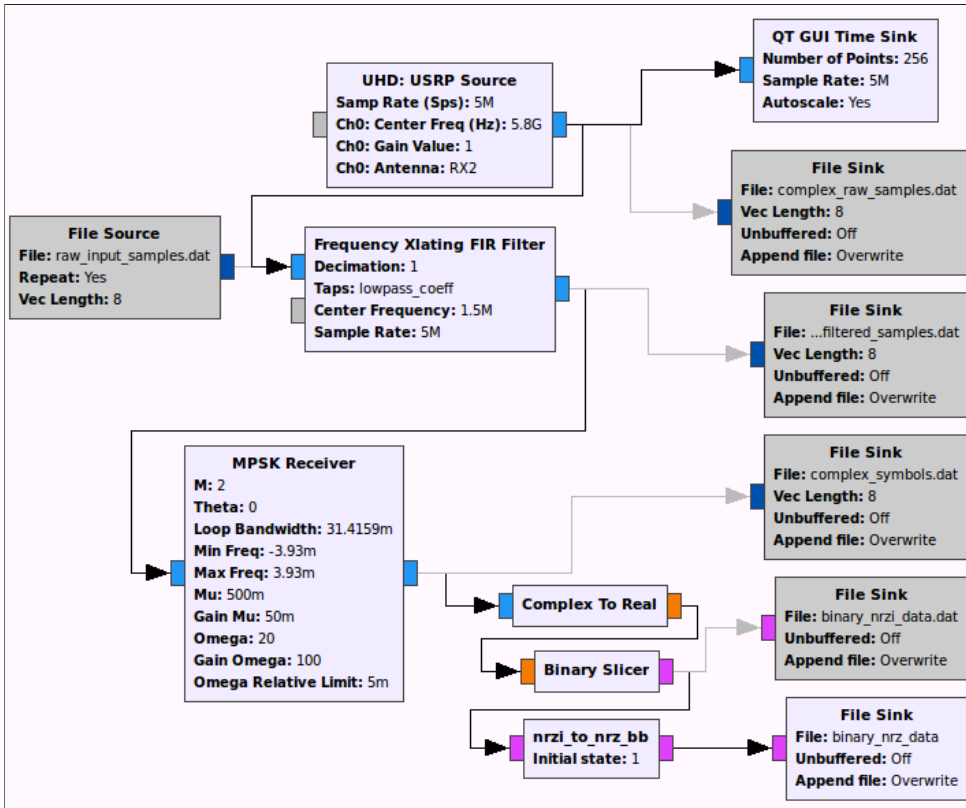 QT GUI Time Sink
Number of Points: 256
Sample Rate: 5M
Autoscale: Yes
UHD: USRP Source
Samp Rate (Sps): 5M
Ch0: Center Freq (Hz): 5.8G
Ch0: Gain Value: 1
Ch0: Antenna: RX2
File Sink
File: complex_raw_samples.dat
Vec Length: 8
Unbuffered: Off
Append file: Overwrite
File Source
File: raw_input_samples.dat
Repeat: Yes
Vec Length: 8
Frequency Xlating FIR Filter
Decimation: 1
Taps: lowpass_coeff
Center Frequency: 1.5M
Sample Rate: 5M
File Sink
File: ...filtered_samples.dat
Vec Length: 8
Unbuffered: Off
Append file: Overwrite
MPSK Receiver
M: 2
Theta: 0
Loop Bandwidth: 31.4159m
Min Freq: -3.93m
Max Freq: 3.93m
Mu: 500m
Gain Mu: 50m
Omega: 20
Gain Omega: 100
Omega Relative Limit: 5m
File Sink
File: complex_symbols.dat
Vec Length: 8
Unbuffered: Off
Append file: Overwrite
Complex To Real
File Sink
File: binary_nrzi_data.dat
Unbuffered: Off
Append file: Overwrite
Binary Slicer
nrzi_to_nrz_bb
Initial state: 1
File Sink
File: binary_nrz_data
Unbuffered: Off
Append file: Overwrite